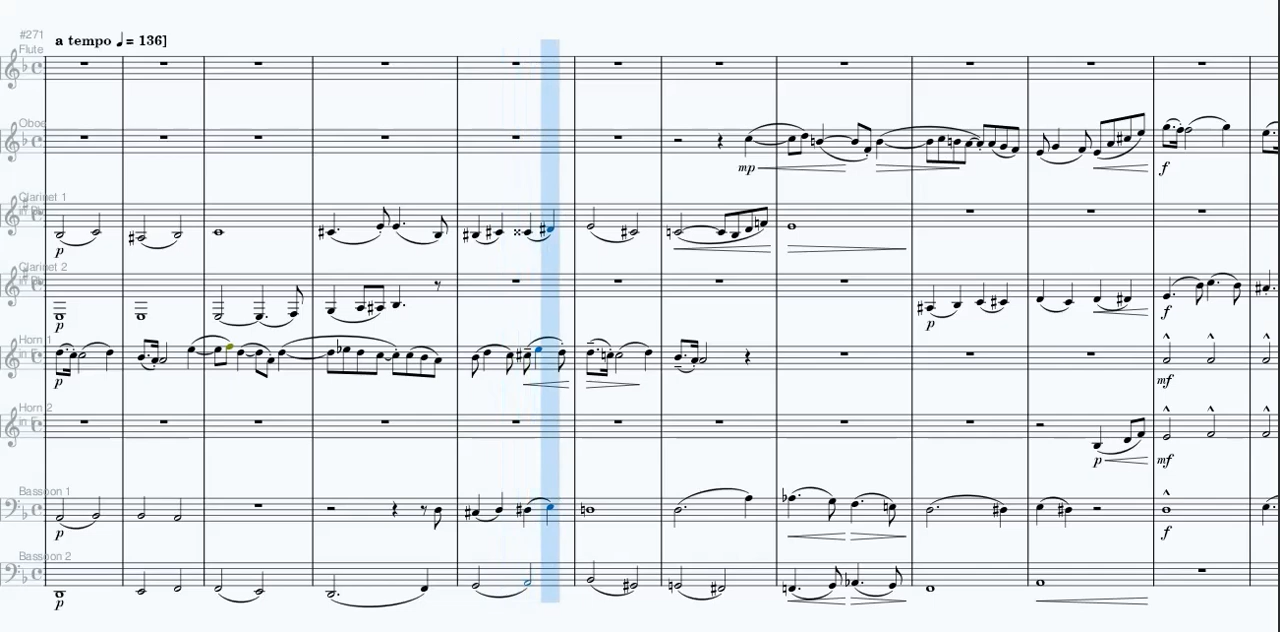 #271
a tempo ♩= 136]
Flute
Oboe
mp
f
Clarinet 1
p
Clarinet 2
p
p
f
Horn 1
p
mf
Horn 2
p
mf
Bassoon 1
p
f
Bassoon 2
p